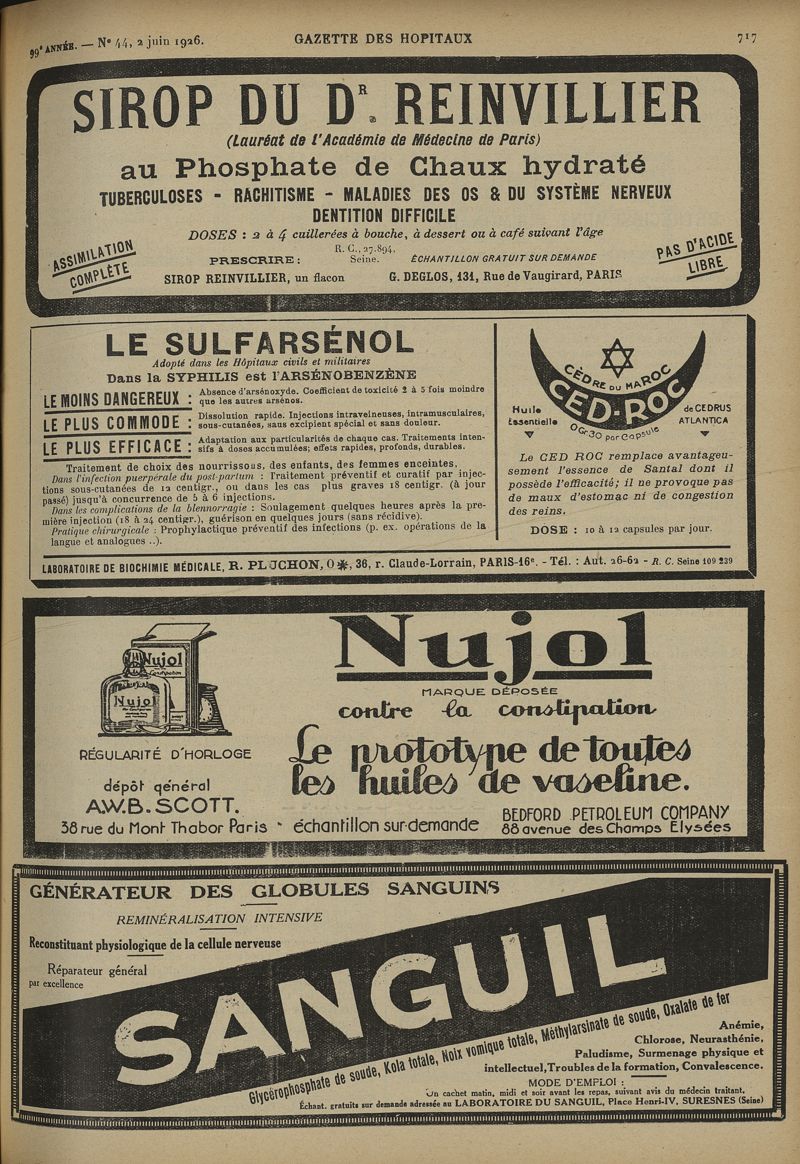 99e ANNÉE. — N° 44, 2 juin 1926.
GAZETTE DES HOPITAUX
717
SIROP DU DR. REINVILLIER
(Lauréat de l'Académie de Médecine de Paris)
au Phosphate de Chaux hydraté
TUBERCULOSES - RACHITISME - MALADIES DES OS & DU SYSTÈME NERVEUX
DENTITION DIFFICILE
DOSES : 2 à 4 cuillerées à bouche, à dessert ou à café suivant l'âge
ASSIMILATION
COMPLÈTE
R. C., 27.894,
Seine.
PRESCRIRE :
ÉCHANTILLON GRATUIT SUR DEMANDE
SIROP REINVILLIER, un flacon
G. DEGLOS, 131, Rue de Vaugirard, PARIS
PAS D'ACIDE
LIBRE
LE SULFARSÉNOL
Adopté dans les Hôpitaux civils et militaires
Dans la SYPHILIS est l'ARSÉNOBENZÈNE
LE MOINS DANGEREUX : Absence d'arsénoxyde. Coefficient de toxicité 2 à 5 fois moindre
que les autres arsénos.
LE PLUS COMMODE : Dissolution rapide. Injections intraveineuses, intramusculaires,
sous-cutanées, sans excipient spécial et sans douleur.
LE PLUS EFFICACE : Adaptation aux particularités de chaque cas. Traitements inten-
sifs à doses accumulées; effets rapides, profonds, durables.
Traitement de choix des nourrissons, des enfants, des femmes enceintes.
Dans l'infection puerperale du post-partum : Traitement préventif et curatif par injec-
tions sous-cutanées de 12 centigr., ou dans les cas plus graves 18 centigr. (à jour
passé) jusqu'à concurrence de 5 à 6 injections.
Dans les complications de la blennorragie : Soulagement quelques heures après la pre-
mière injection (18 à 24 centigr.), guérison en quelques jours (sans récidive).
Pratique chirurgicale : Prophylactique préventif des infections (p. ex. opérations de la
langue et analogues ..).
CÈDRE DU MAROC
CED-ROC
0Gr30 par Capsule
Huile
Essentielle
de CEDRUS
ATLANTICA
Le CED ROC remplace avantageu-
sement l'essence de Santal dont il
possède l'efficacité; il ne provoque pas
de maux d'estomac ni de congestion
des reins.
DOSE : 10 à 12 capsules par jour.
LABORATOIRE DE BIOCHIMIE MÉDICALE, R. PLUCHON, O✻, 36, r. Claude-Lorrain, PARIS-16e. - Tél. : Aut. 26-62 - R. C. Seine 109 239
Nujol
Constipation
Nujol
RÉGULARITÉ D'HORLOGE
dépôt général
A.W.B. SCOTT.
38 rue du Mont Thabor Paris
Nujol
MARQUE DÉPOSÉE
contre la constipation
Le prototype de toutes
les huiles de vaseline.
échantillon sur demande
BEDFORD PETROLEUM COMPANY
88 avenue des Champs Elysées
GÉNÉRATEUR DES GLOBULES SANGUINS
REMINÉRALISATION INTENSIVE
Reconstituant physiologique de la cellule nerveuse
Réparateur général
par excellence
SANGUIL
Glycérophosphate de soude, Kola totale, Noix vomique totale, Méthylarsinate de soude, Oxalate de fer
Anémie,
Chlorose, Neurasthénie,
Paludisme, Surmenage physique et
intellectuel, Troubles de la formation, Convalescence.
MODE D'EMPLOI :
Un cachet matin, midi et soir avant les repas, suivant avis du médecin traitant.
Échant. gratuits sur demande adressée au LABORATOIRE DU SANGUIL, Place Henri-IV, SURESNES (Seine)